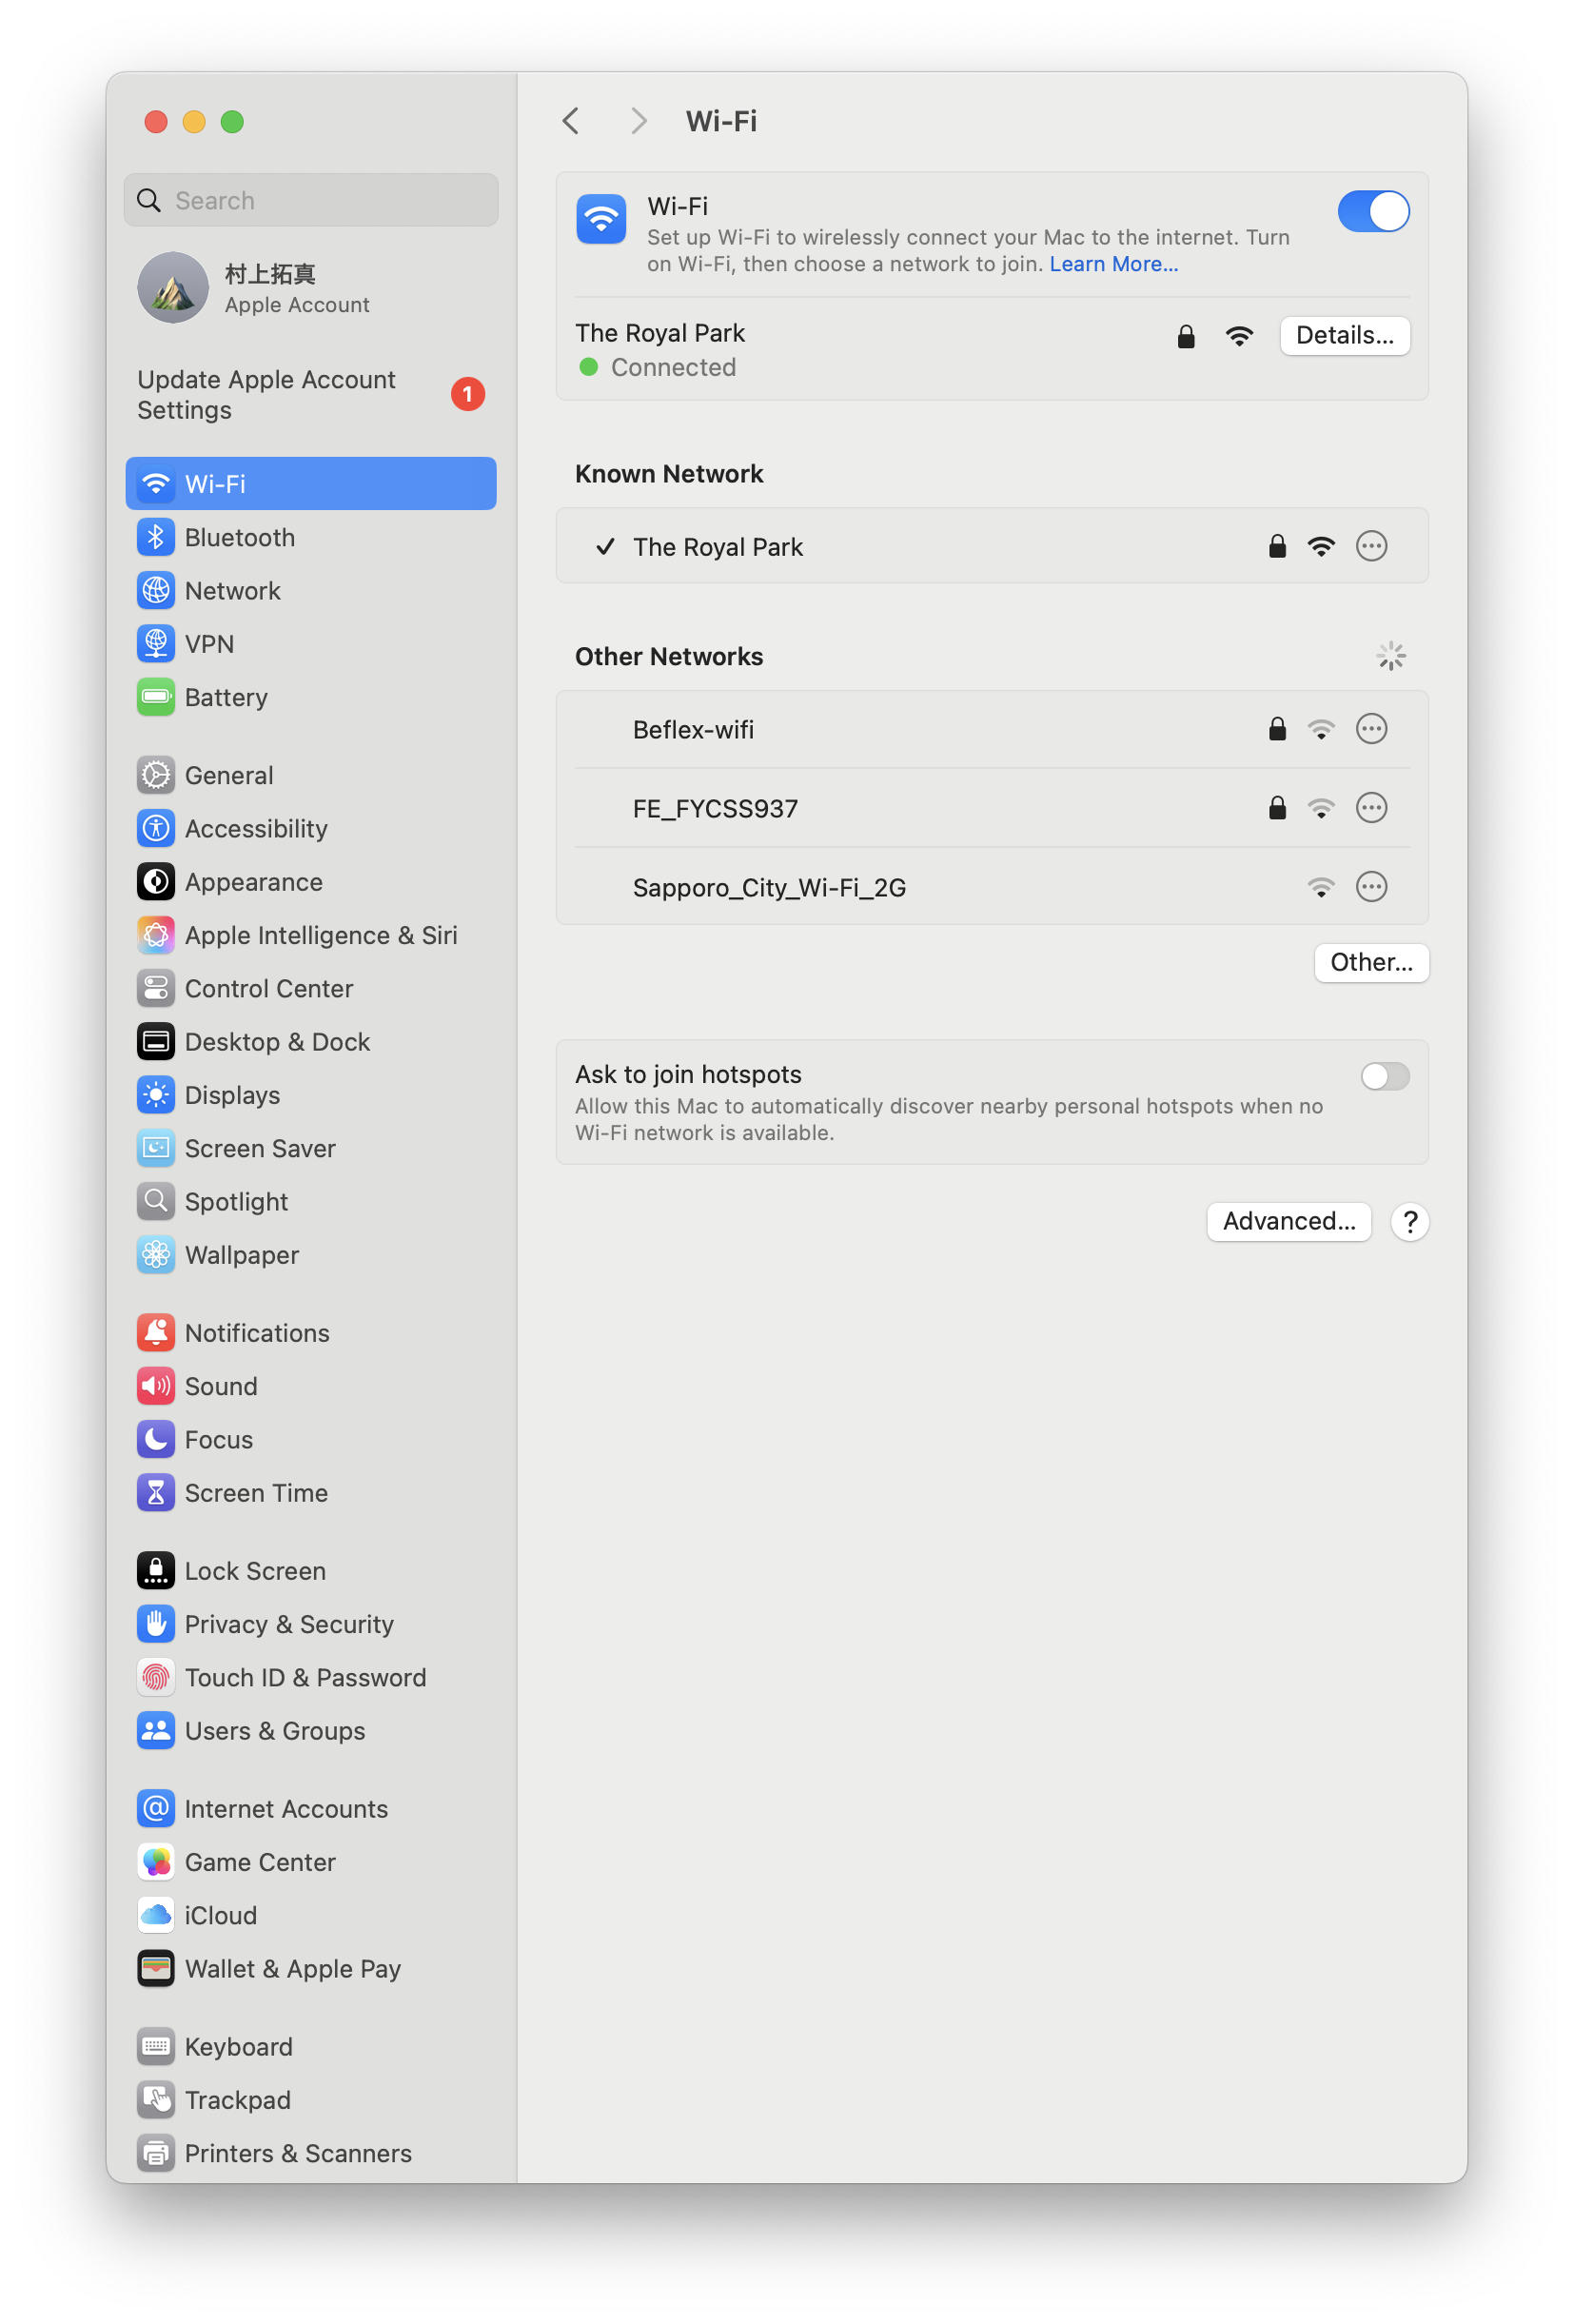 Search
村上拓真
Apple Account
Update Apple Account
Settings
1
Wi-Fi
Bluetooth
Network
VPN
Battery
General
Accessibility
Appearance
Apple Intelligence & Siri
Control Center
Desktop & Dock
Displays
Screen Saver
Spotlight
Wallpaper
Notifications
Sound
Focus
Screen Time
Lock Screen
Privacy & Security
Touch ID & Password
Users & Groups
Internet Accounts
Game Center
iCloud
Wallet & Apple Pay
Keyboard
Trackpad
Printers & Scanners
Wi-Fi
Wi-Fi
Set up Wi-Fi to wirelessly connect your Mac to the internet. Turn
on Wi-Fi, then choose a network to join. Learn More...
The Royal Park
Details...
Connected
Known Network
The Royal Park
Other Networks
Beflex-wifi
FE_FYCSS937
Sapporo_City_Wi-Fi_2G
Other...
Ask to join hotspots
Allow this Mac to automatically discover nearby personal hotspots when no
Wi-Fi network is available.
Advanced... ?